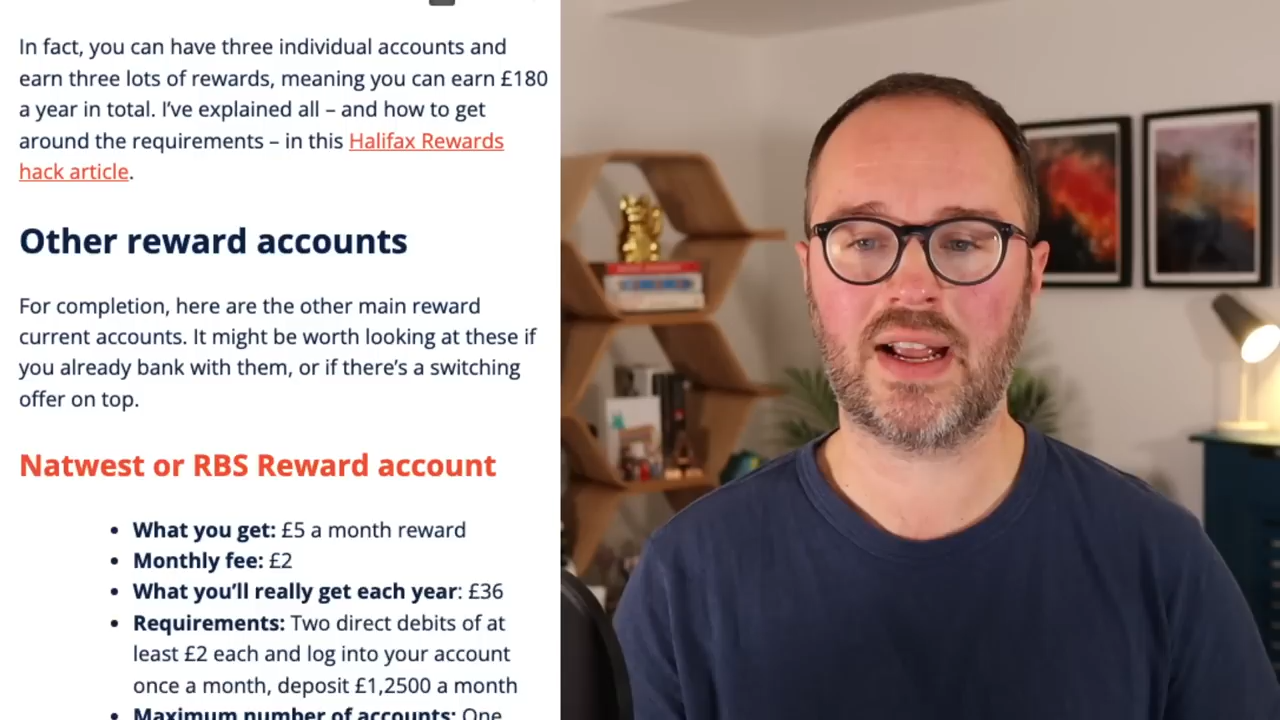 In fact, you can have three individual accounts and
earn three lots of rewards, meaning you can earn £180
a year in total. I’ve explained all – and how to get
around the requirements – in this Halifax Rewards
hack article.
Other reward accounts
For completion, here are the other main reward
current accounts. It might be worth looking at these if
you already bank with them, or if there’s a switching
offer on top.
Natwest or RBS Reward account
• What you get: £5 a month reward
• Monthly fee: £2
• What you’ll really get each year: £36
• Requirements: Two direct debits of at
least £2 each and log into your account
once a month, deposit £1,2500 a month
• Maximum number of accounts: One